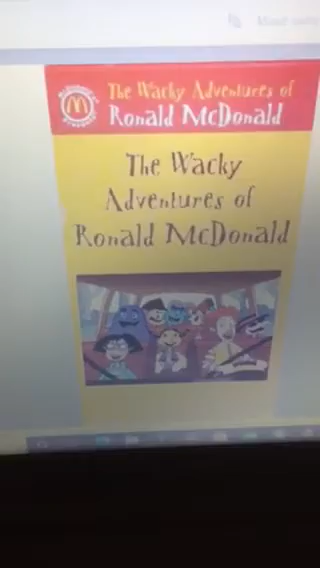 The Wacky Adventures of
Ronald McDonald
The Wacky
Adventures of
Ronald McDonald